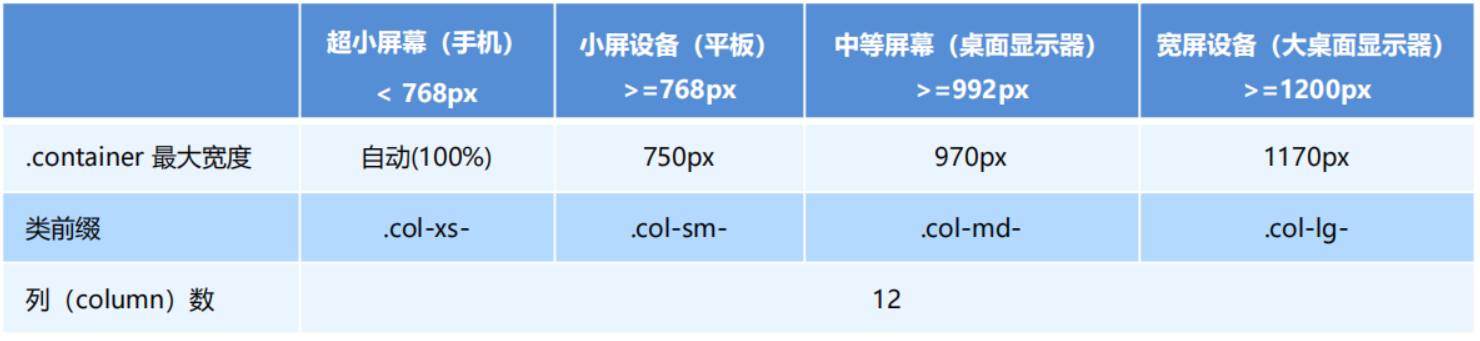 超小屏幕（手机） 小屏设备（平板） 中等屏幕（桌面显示器） 宽屏设备（大桌面显示器）
< 768px >=768px >=992px >=1200px
.container 最大宽度 自动(100%) 750px 970px 1170px
类前缀 .col-xs- .col-sm- .col-md- .col-lg-
列（column）数 12